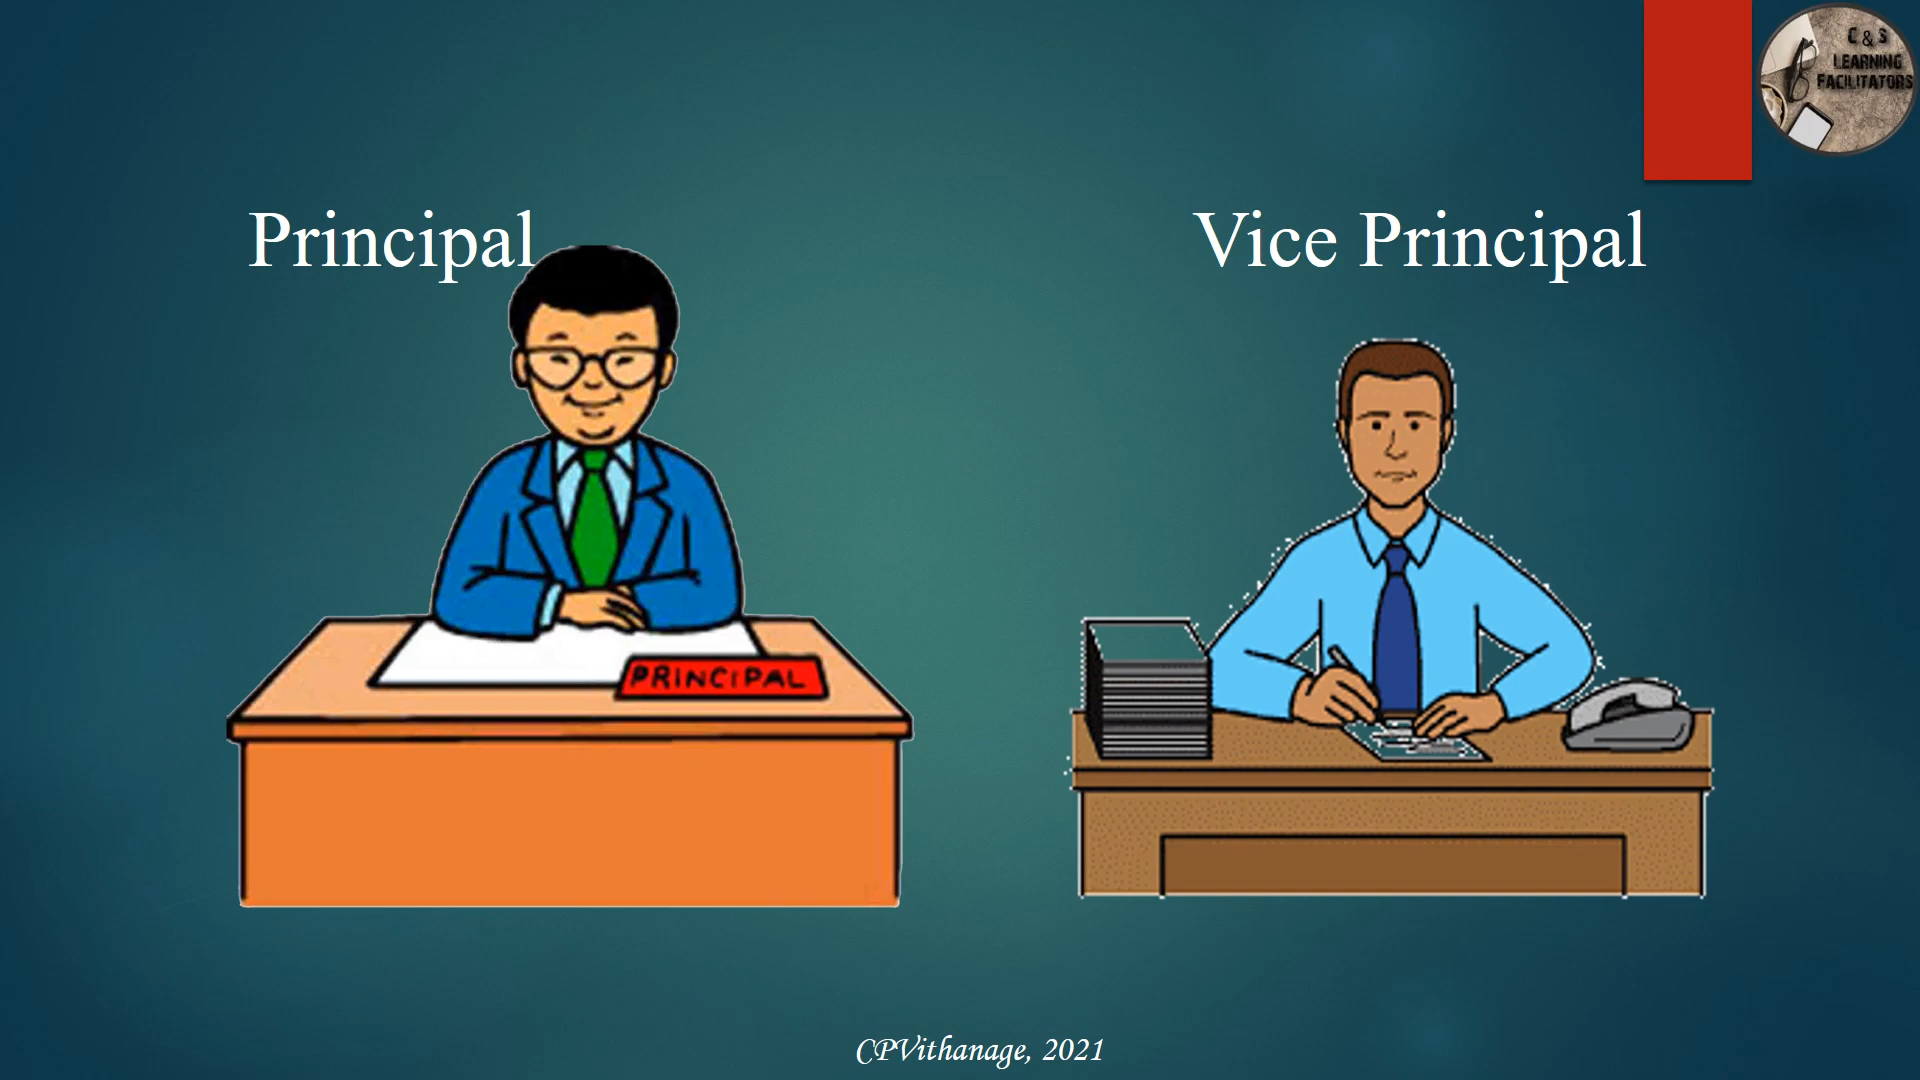 C & S
LEARNING
FACILITATORS
Principal
Vice Principal
PRINCIPAL
CPVithanage, 2021